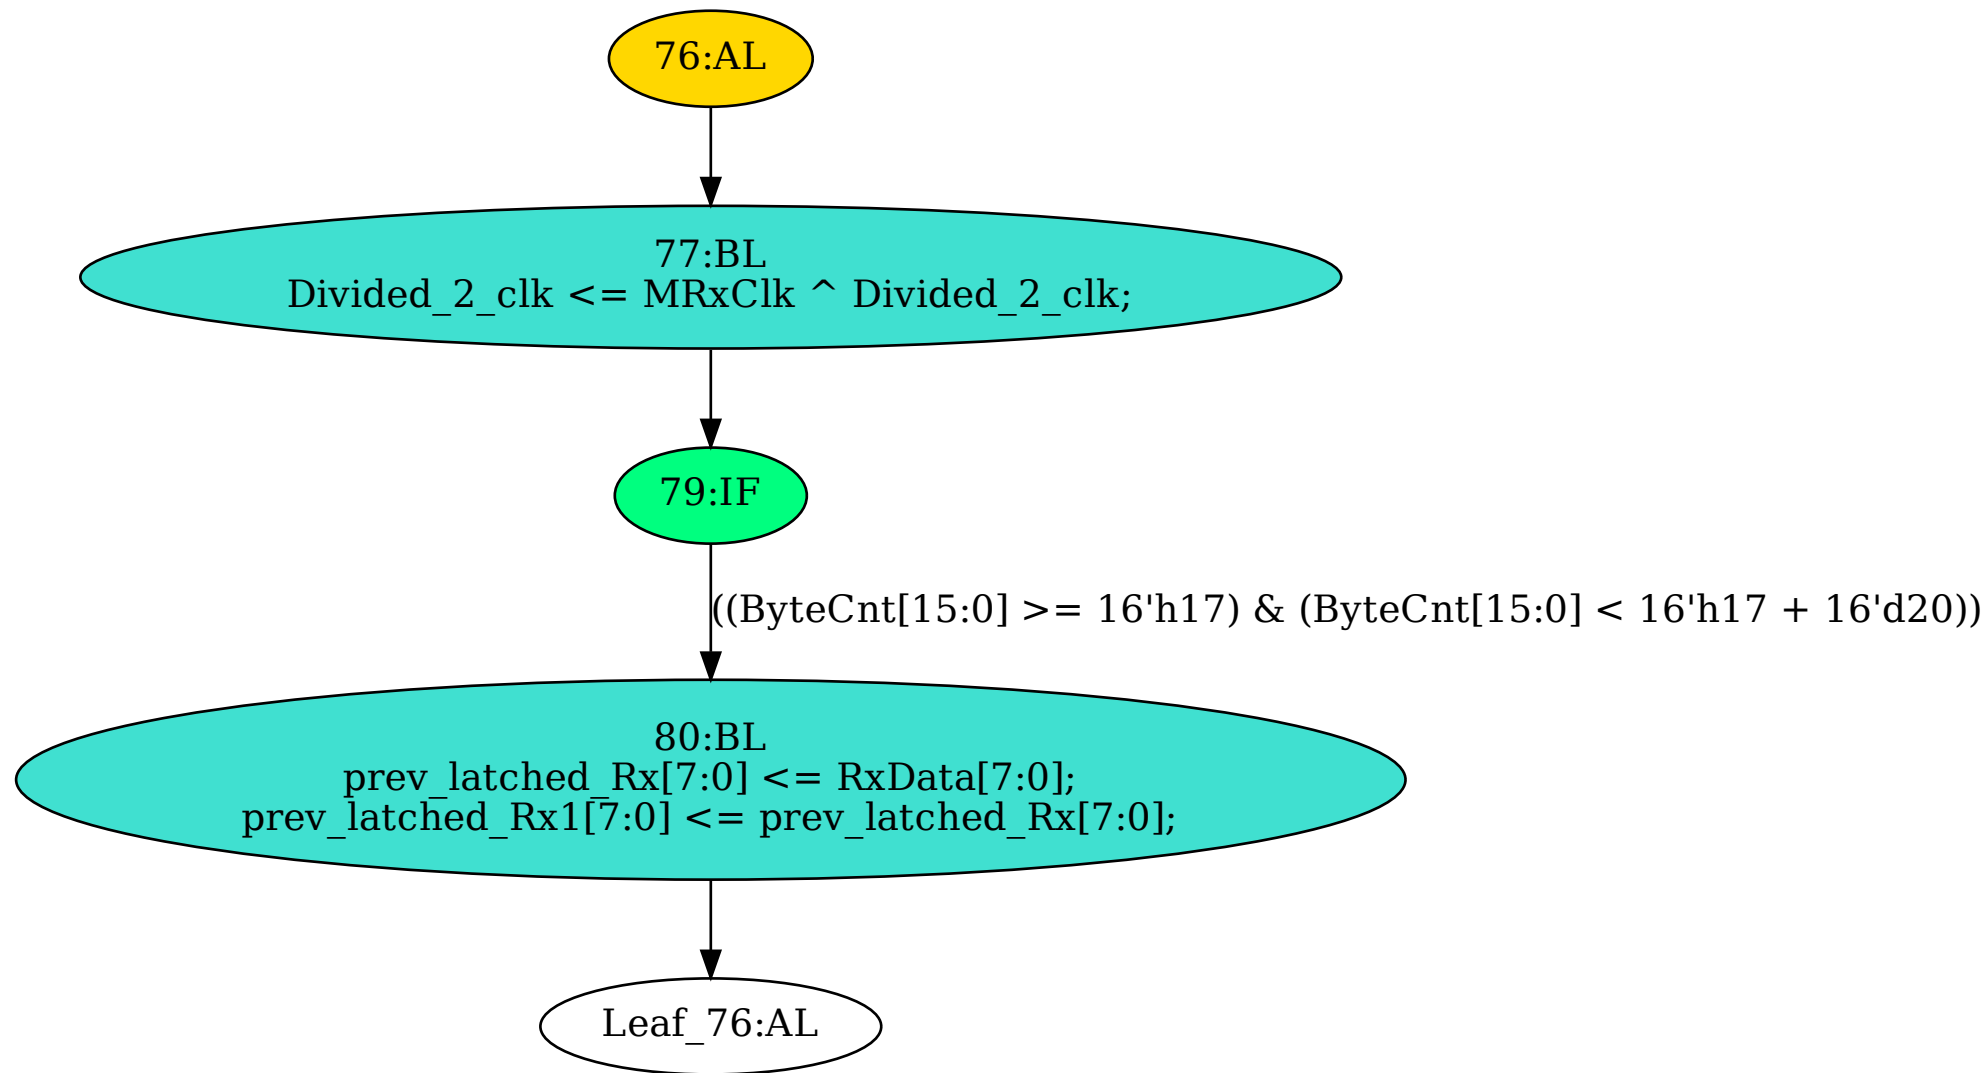 76:AL
77:BL
Divided_2_clk <= MRxClk ^ Divided_2_clk;
79:IF
((ByteCnt[15:0] >= 16'h17) & (ByteCnt[15:0] < 16'h17 + 16'd20))
80:BL
prev_latched_Rx[7:0] <= RxData[7:0];
prev_latched_Rx1[7:0] <= prev_latched_Rx[7:0];
Leaf_76:AL